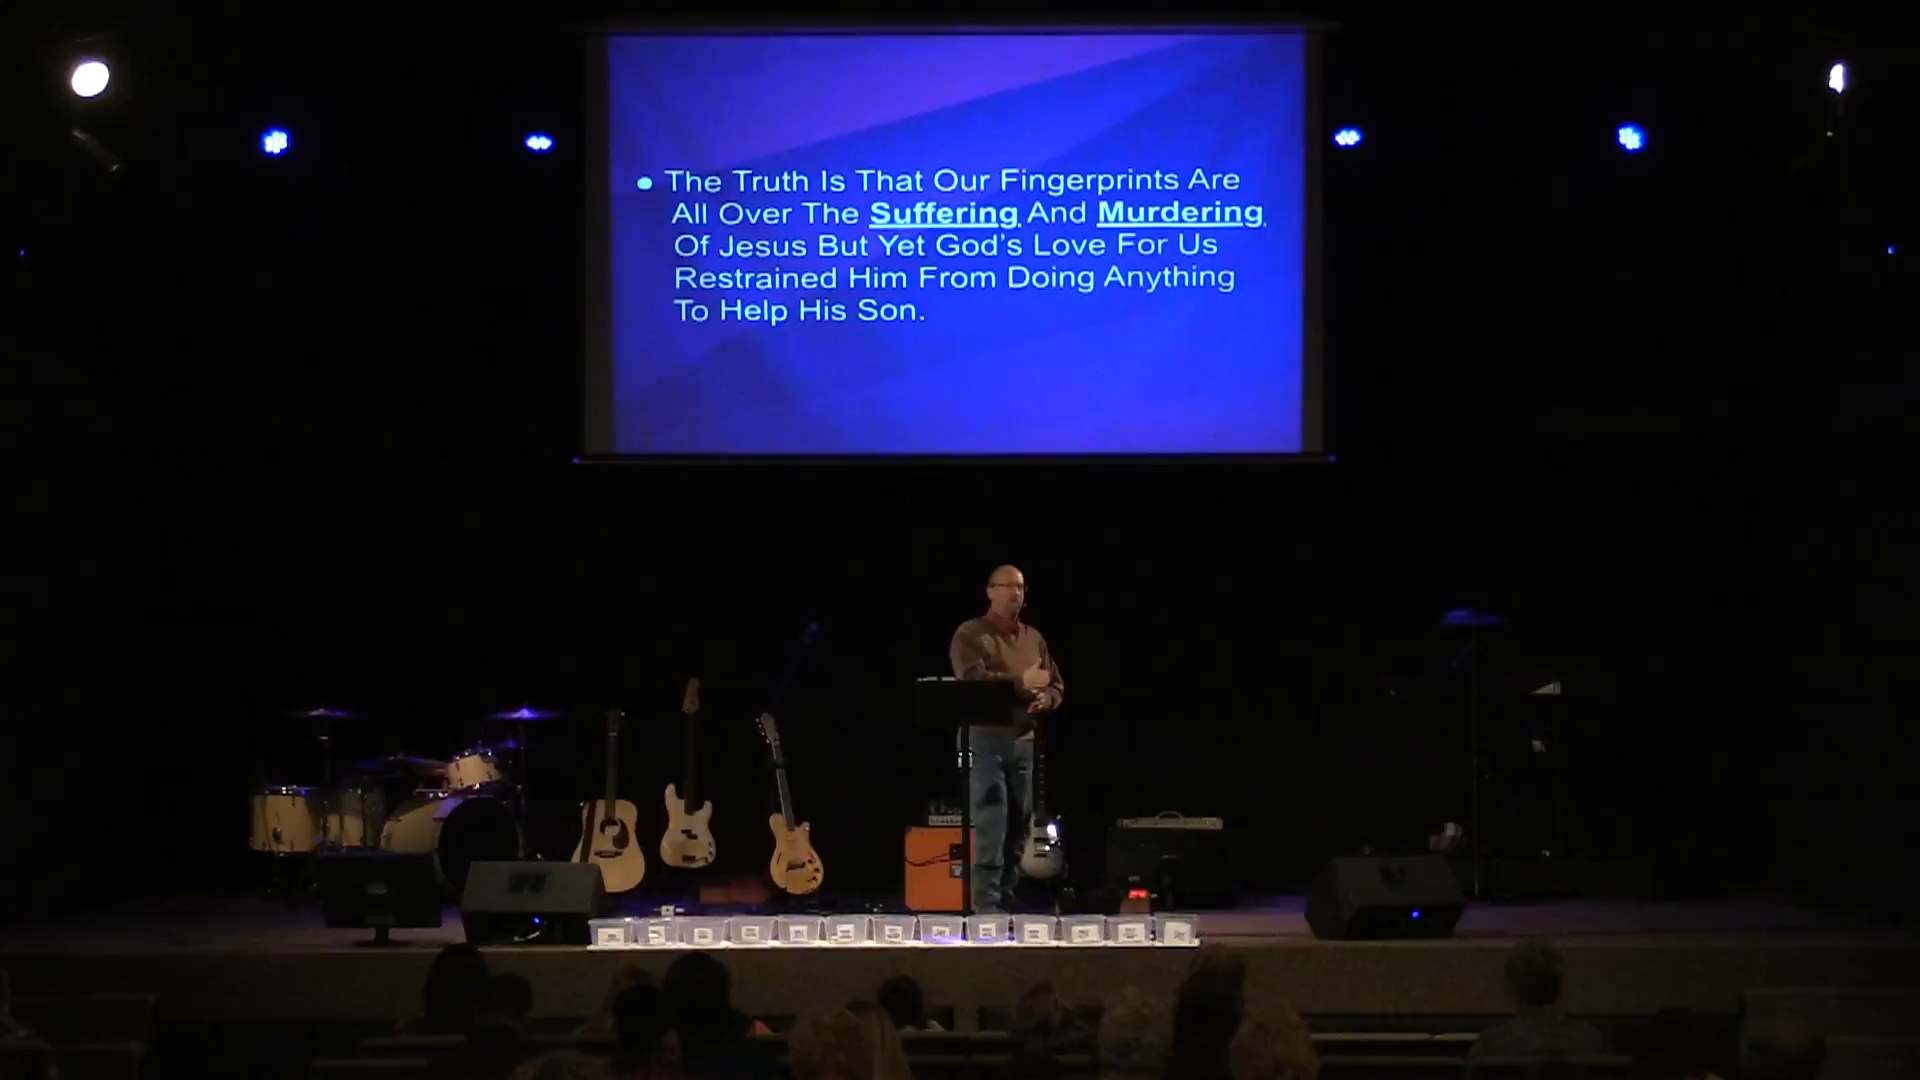 • The Truth Is That Our Fingerprints Are
All Over The Suffering And Murdering
Of Jesus But Yet God's Love For Us
Restrained Him From Doing Anything
To Help His Son.